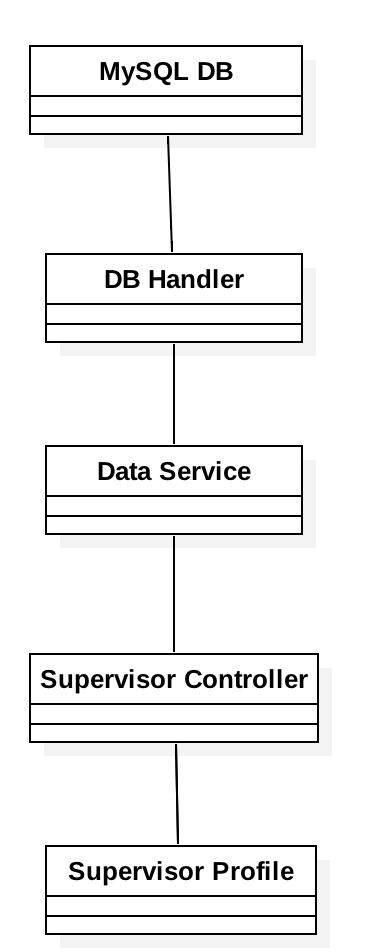 MySQL DB
DB Handler
Data Service
Supervisor Controller
Supervisor Profile